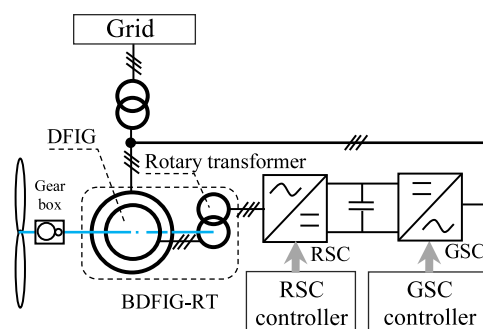 Grid
DFIG
Rotary transformer
Gear
box
RSC
GSC
BDFIG-RT
RSC
controller
GSC
controller